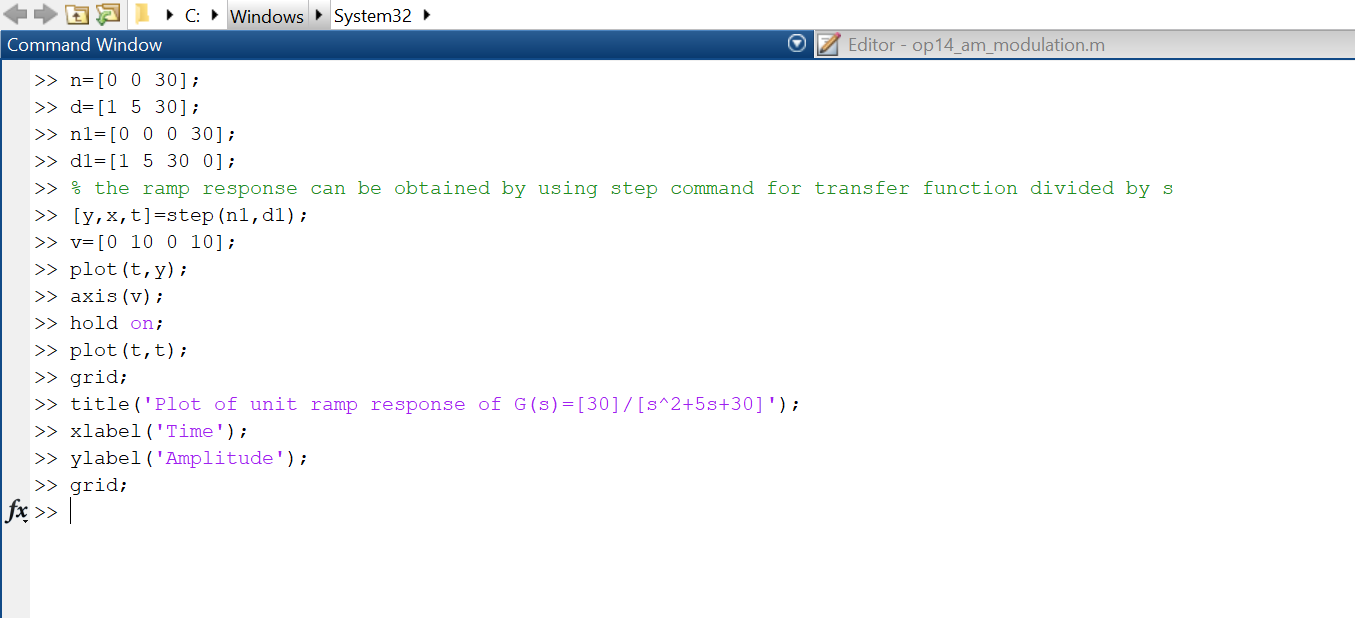 C: Windows System32
Command Window
Editor - op14_am_modulation.m
>> n=[0 0 30];
>> d=[1 5 30];
>> n1=[0 0 0 30];
>> d1=[1 5 30 0];
>> % the ramp response can be obtained by using step command for transfer function divided by s
>> [y,x,t]=step(n1,d1);
>> v=[0 10 0 10];
>> plot(t,y);
>> axis(v);
>> hold on;
>> plot(t,t);
>> grid;
>> title('Plot of unit ramp response of G(s)=[30]/[s^2+5s+30]');
>> xlabel('Time');
>> ylabel('Amplitude');
>> grid;
fx >>